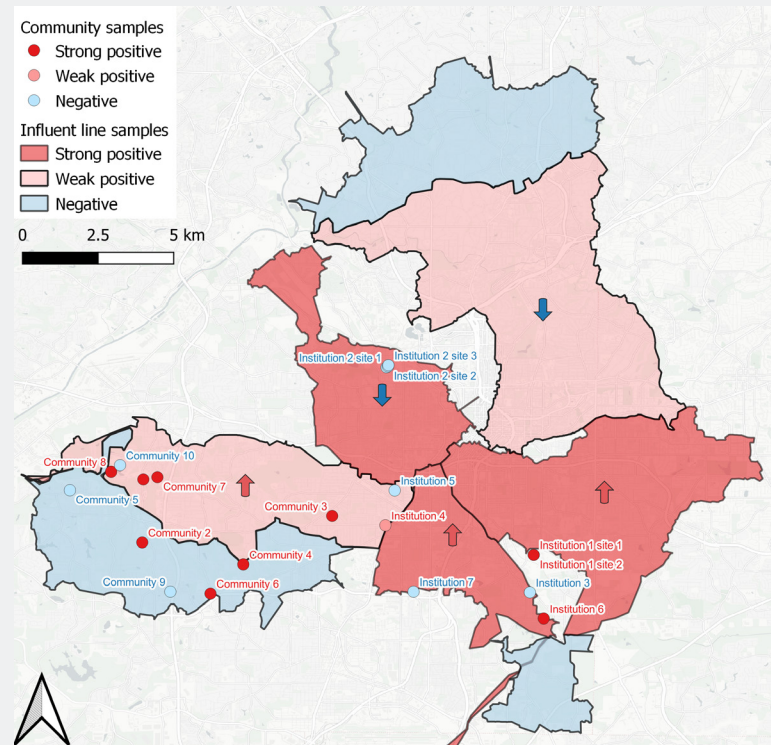 Community samples
Strong positive
Weak positive
Negative
Influent line samples
Strong positive
Weak positive
Negative
0 2.5 5 km
Institution 2 site 1
Institution 2 site 3
Institution 2 site 2
Community 8
Community 10
Community 7
Community 5
Institution 5
Community 3
Institution 4
Community 2
Institution 1 site 1
Community 4
Institution 1 site 2
Community 9
Community 6
Institution 7
Institution 3
Institution 6